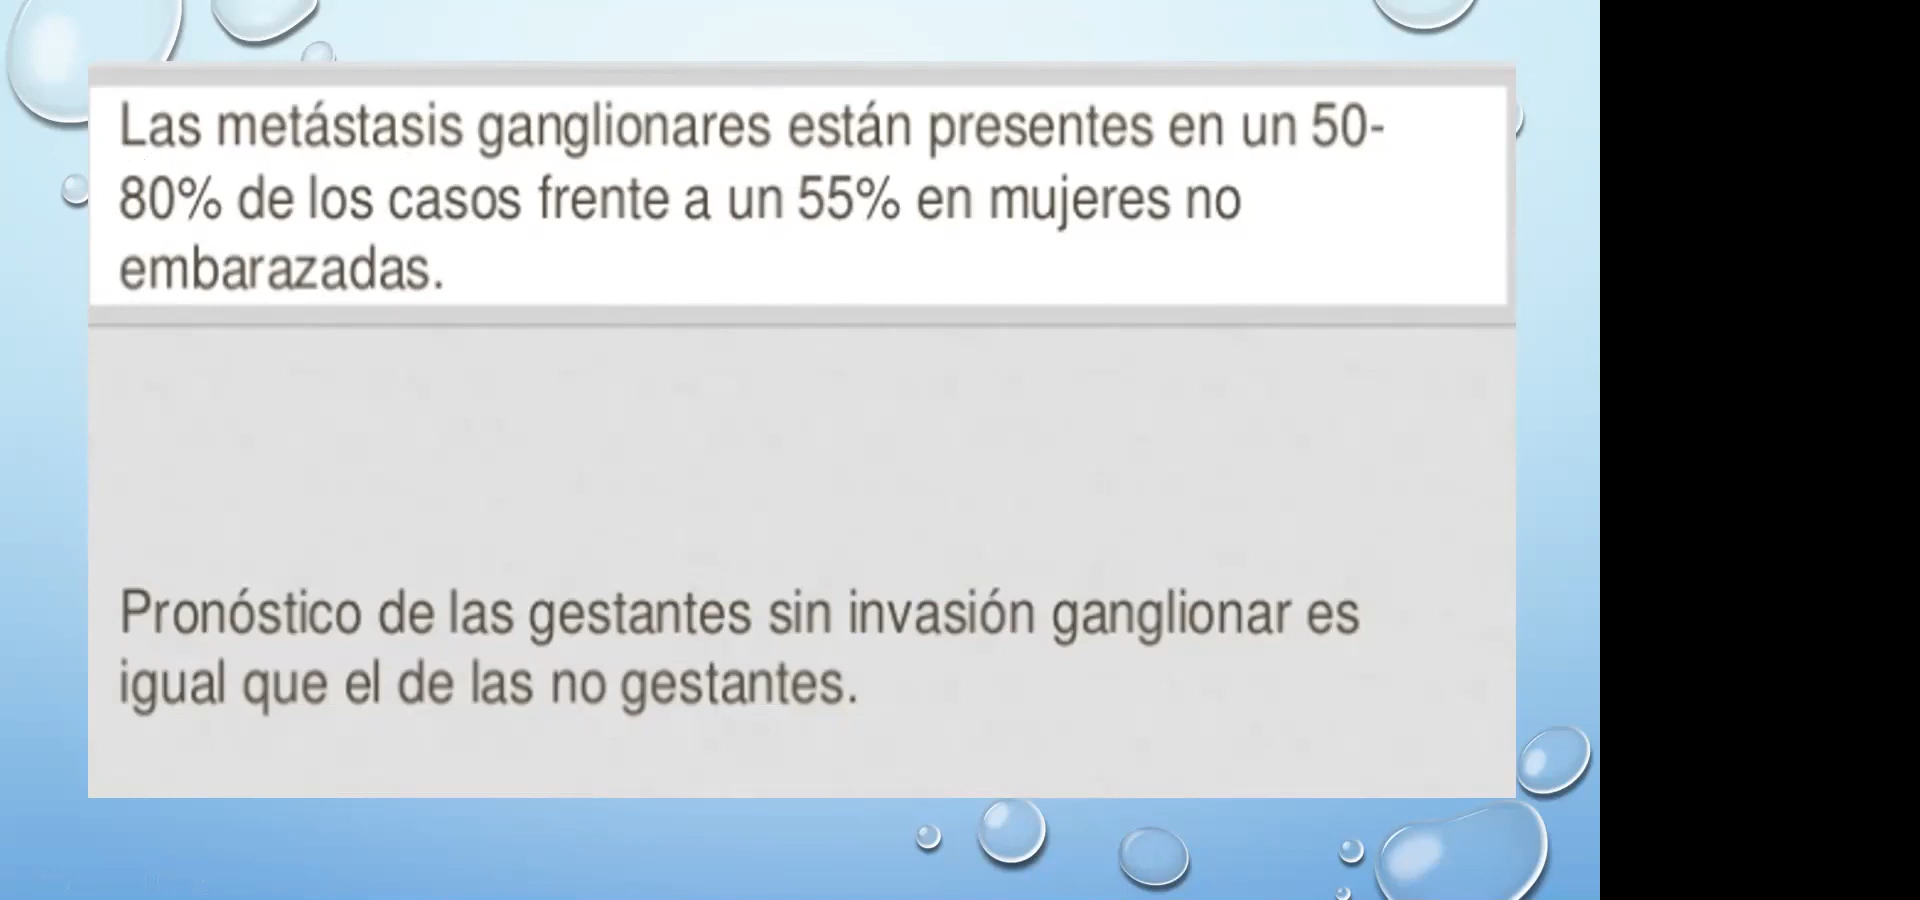 Las metástasis ganglionares están presentes en un 50-
80% de los casos frente a un 55% en mujeres no
embarazadas.
Pronóstico de las gestantes sin invasión ganglionar es
igual que el de las no gestantes.